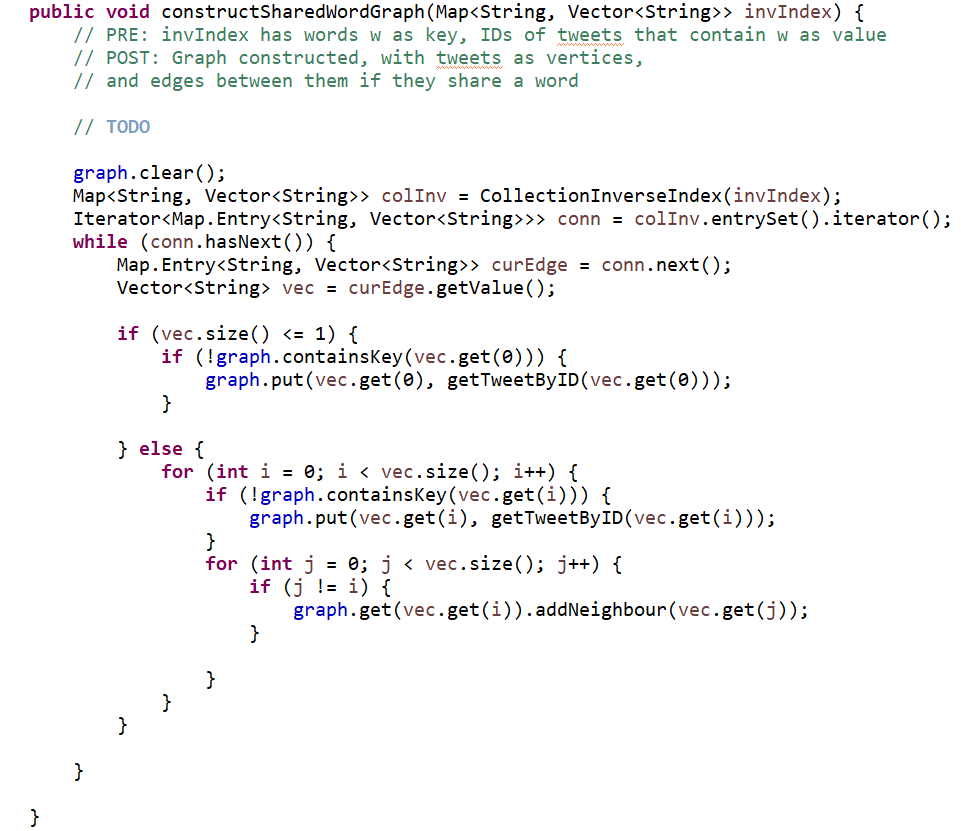 public void constructSharedWordGraph(Map<String, Vector<String>> invIndex) {
    // PRE: invIndex has words w as key, IDs of tweets that contain w as value
    // POST: Graph constructed, with tweets as vertices,
    // and edges between them if they share a word
    // TODO
    graph.clear();
    Map<String, Vector<String>> colInv = CollectionInverseIndex(invIndex);
    Iterator<Map.Entry<String, Vector<String>>> conn = colInv.entrySet().iterator();
    while (conn.hasNext()) {
        Map.Entry<String, Vector<String>> curEdge = conn.next();
        Vector<String> vec = curEdge.getValue();
        if (vec.size() <= 1) {
            if (!graph.containsKey(vec.get(0))) {
                graph.put(vec.get(0), getTweetByID(vec.get(0)));
            }
        } else {
            for (int i = 0; i < vec.size(); i++) {
                if (!graph.containsKey(vec.get(i))) {
                    graph.put(vec.get(i), getTweetByID(vec.get(i)));
                }
                for (int j = 0; j < vec.size(); j++) {
                    if (j != i) {
                        graph.get(vec.get(i)).addNeighbour(vec.get(j));
                    }
                }
            }
        }
    }
}